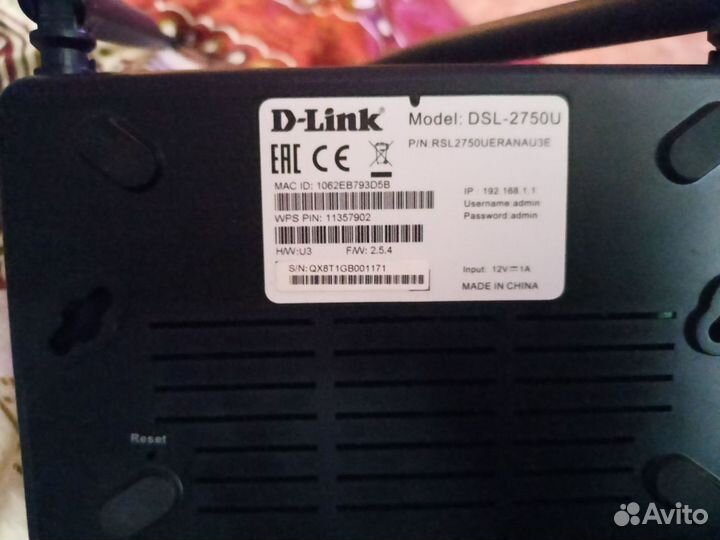 D-Link
Model: DSL-2750U
P/N:RSL2750UERANAU3E
EAC CE
MAC ID: 1062EB793D5B
IP : 192.168.1.1
Username:admin
WPS PIN: 11357902
Password:admin
H/W:U3 F/W: 2.5.4
S/N:QX8T1GB001171
Input: 12V⎓1A
MADE IN CHINA
Reset
Avito